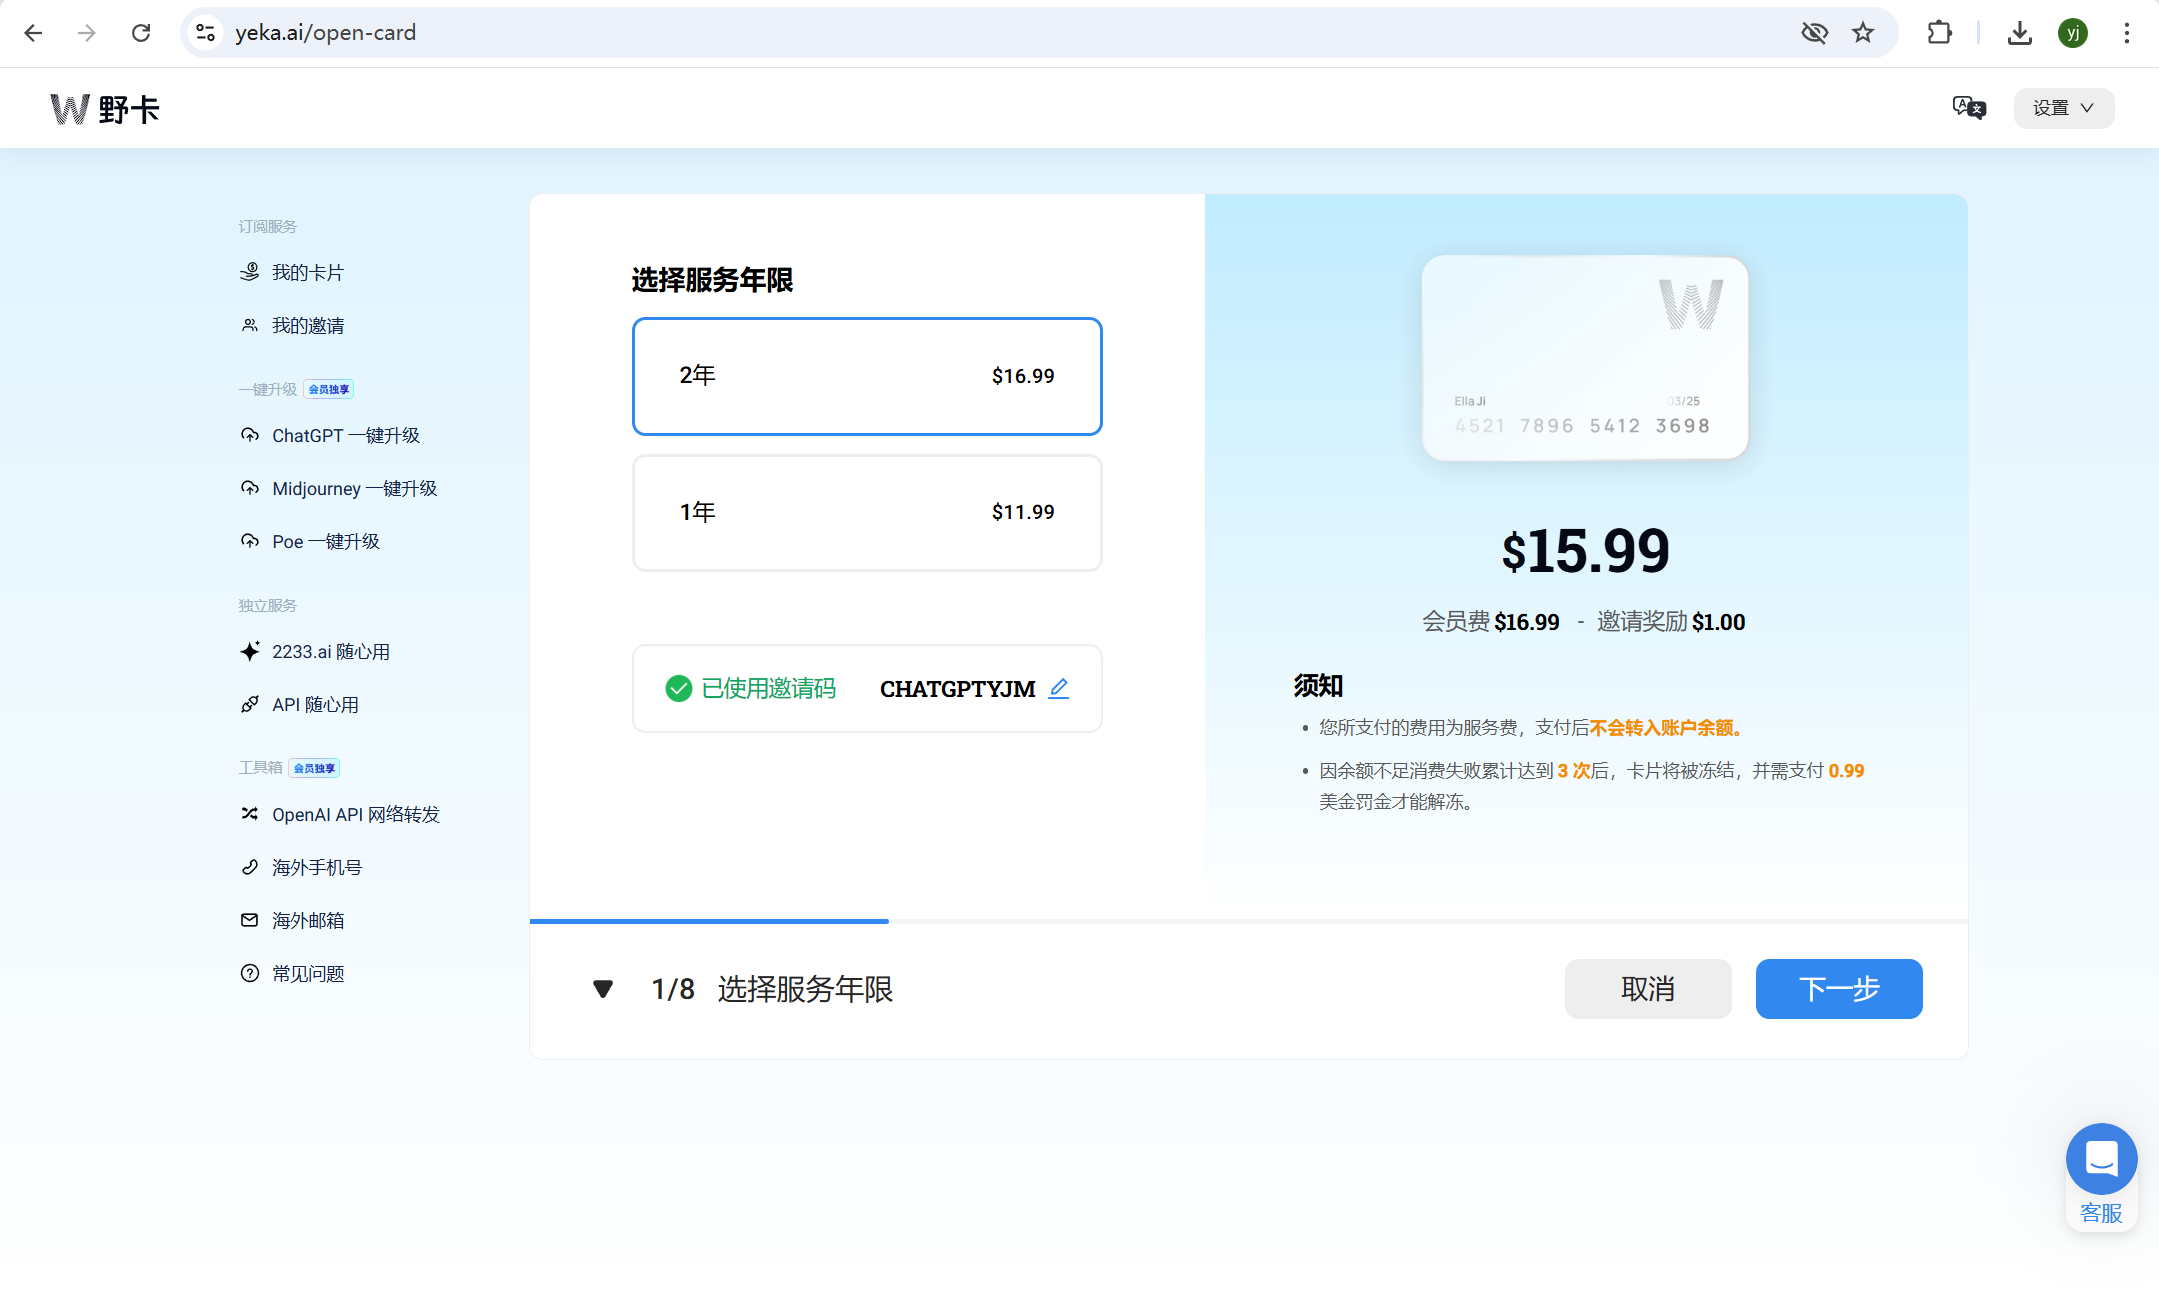 yeka.ai/open-card
yj
野卡
A 文
设置
订阅服务
我的卡片
我的邀请
一键升级 会员独享
ChatGPT 一键升级
Midjourney 一键升级
Poe 一键升级
独立服务
2233.ai 随心用
API 随心用
工具箱 会员独享
OpenAI API 网络转发
海外手机号
海外邮箱
常见问题
选择服务年限
2年 $16.99
1年 $11.99
已使用邀请码 CHATGPTYJM
W
Ella Ji 03/25
4521 7896 5412 3698
$15.99
会员费 $16.99 - 邀请奖励 $1.00
须知
• 您所支付的费用为服务费，支付后不会转入账户余额。
• 因余额不足消费失败累计达到 3 次后，卡片将被冻结，并需支付 0.99
美金罚金才能解冻。
1/8 选择服务年限
取消
下一步
客服